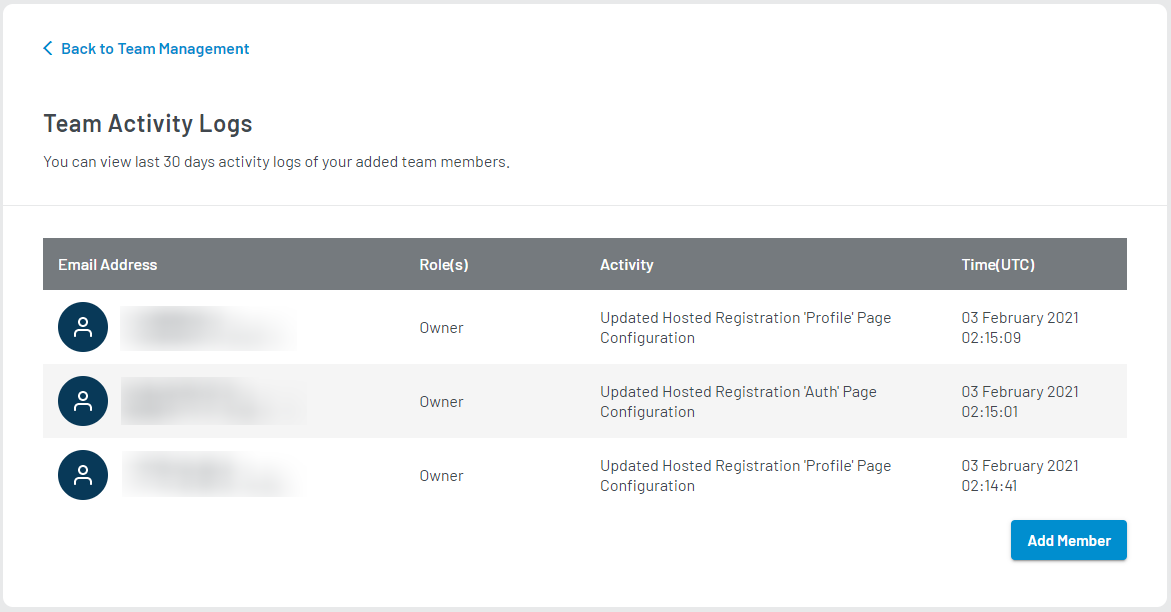 Back to Team Management
Team Activity Logs
You can view last 30 days activity logs of your added team members.
Email Address Role(s) Activity Time(UTC)
Owner Updated Hosted Registration 'Profile' Page 03 February 2021
Configuration 02:15:09
Owner Updated Hosted Registration 'Auth' Page 03 February 2021
Configuration 02:15:01
Owner Updated Hosted Registration 'Profile' Page 03 February 2021
Configuration 02:14:41
Add Member